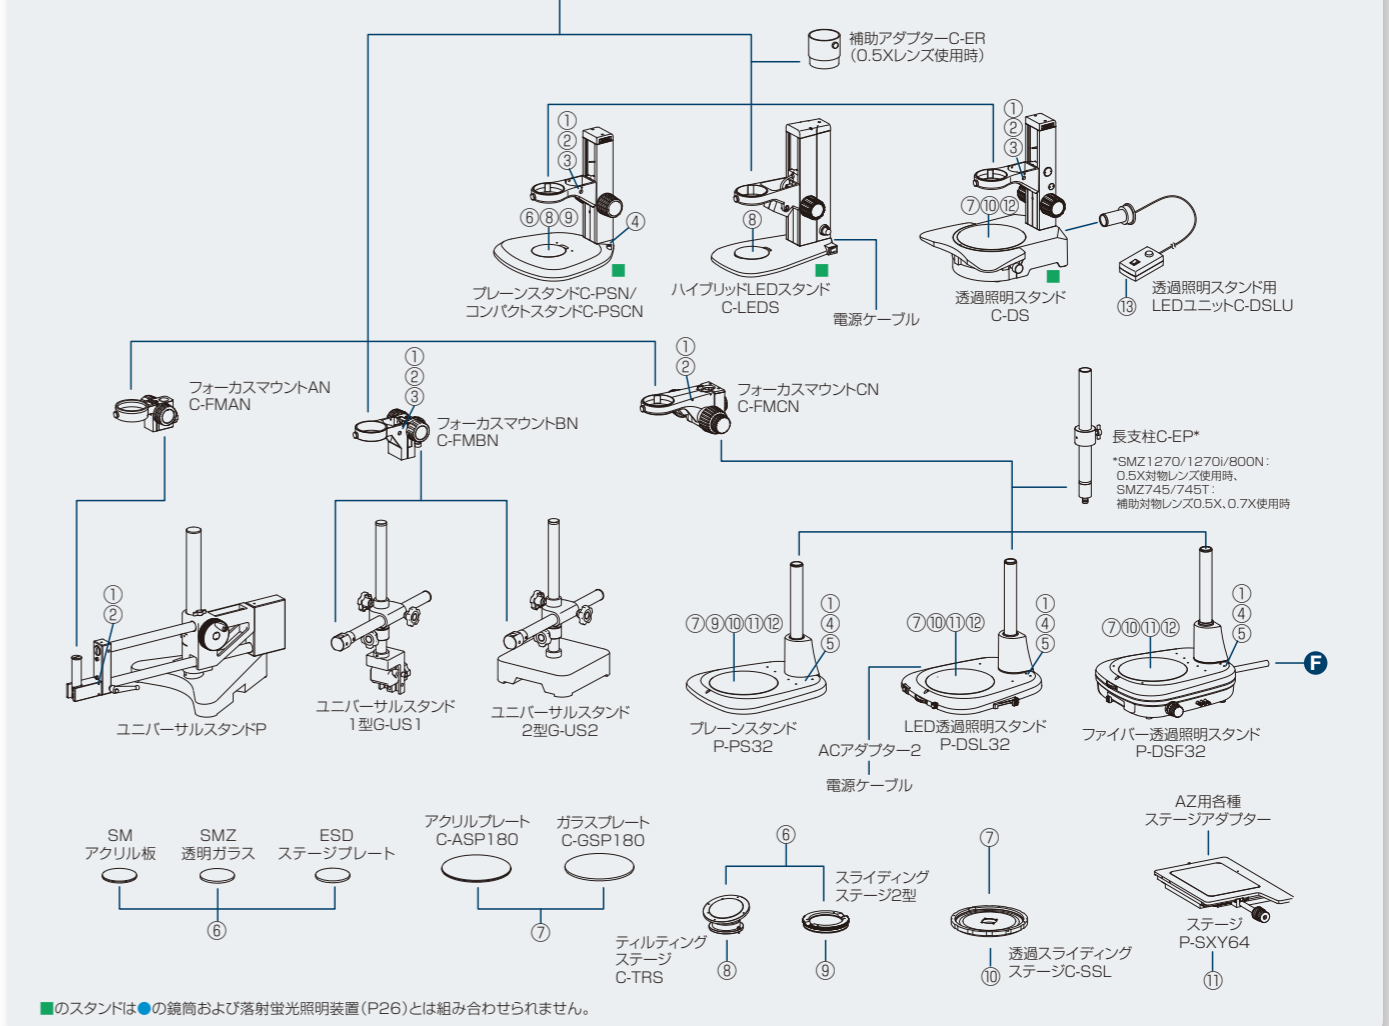 補助アダプターC-ER
（0.5Xレンズ使用時）
①
②
③
⑥⑧⑨
④
プレーンスタンドC-PSN/
コンパクトスタンドC-PSCN
⑧
ハイブリッドLEDスタンド
C-LEDS
電源ケーブル
①
②
③
⑦⑩⑫
透過照明スタンド
C-DS
⑬
透過照明スタンド用
LEDユニットC-DSLU
フォーカスマウントAN
C-FMAN
①
②
③
フォーカスマウントBN
C-FMBN
①
②
フォーカスマウントCN
C-FMCN
長支柱C-EP*
*SMZ1270/1270i/800N：
0.5X対物レンズ使用時、
SMZ745/745T：
補助対物レンズ0.5X、0.7X使用時
①
②
ユニバーサルスタンドP
ユニバーサルスタンド
1型G-US1
ユニバーサルスタンド
2型G-US2
⑦⑨⑩⑪⑫
①
④
⑤
プレーンスタンド
P-PS32
⑦⑩⑪⑫
①
④
⑤
LED透過照明スタンド
P-DSL32
ACアダプター2
電源ケーブル
⑦⑩⑪⑫
①
④
⑤
F
ファイバー透過照明スタンド
P-DSF32
SM
アクリル板
SMZ
透明ガラス
ESD
ステージプレート
⑥
アクリルプレート
C-ASP180
ガラスプレート
C-GSP180
⑦
⑥
スライディング
ステージ2型
ティルティング
ステージ
C-TRS
⑧
⑨
⑦
透過スライディング
ステージC-SSL
⑩
AZ用各種
ステージアダプター
ステージ
P-SXY64
⑪
■のスタンドは●の鏡筒および落射蛍光照明装置（P26）とは組み合わせられません。